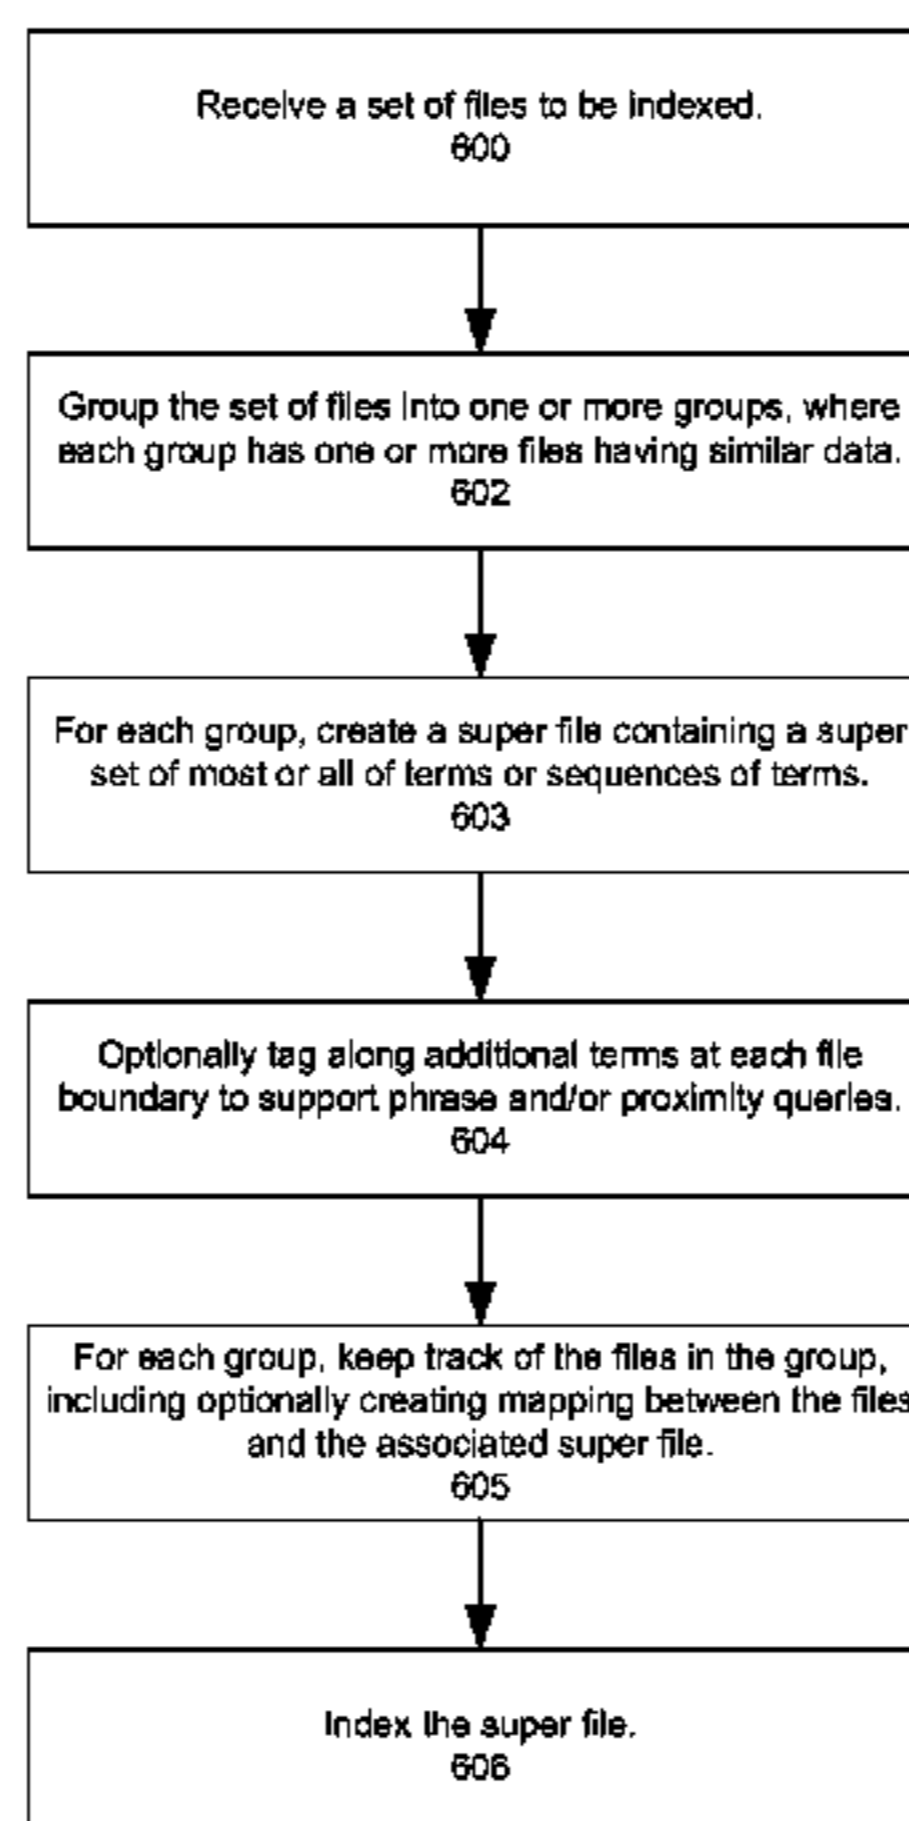 Receive a set of files to be indexed.
600
Group the set of files into one or more groups, where
each group has one or more files having similar data.
602
For each group, create a super file containing a super
set of most or all of terms or sequences of terms.
603
Optionally tag along additional terms at each file
boundary to support phrase and/or proximity queries.
604
For each group, keep track of the files in the group,
including optionally creating mapping between the files
and the associated super file.
605
Index the super file.
606